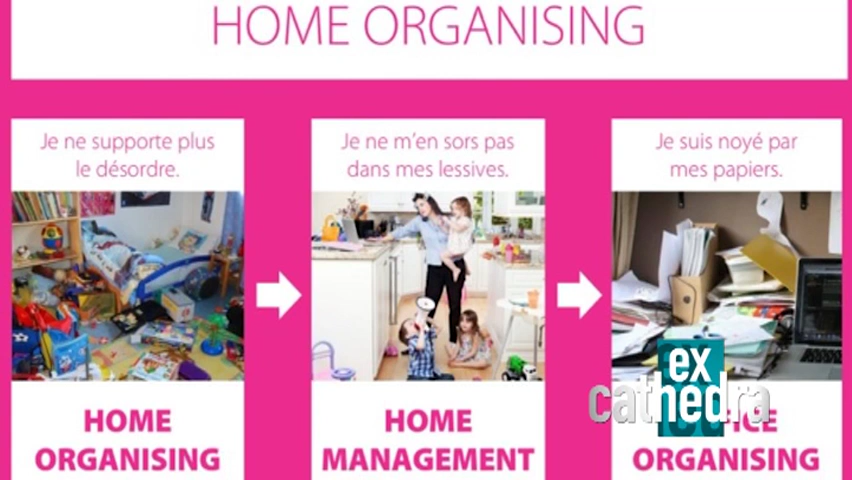 HOME ORGANISING
Je ne supporte plus
le désordre.
Je ne m'en sors pas
dans mes lessives.
Je suis noyé par
mes papiers.
HOME
ORGANISING
HOME
MANAGEMENT
ORGANISING
ex
cathedra